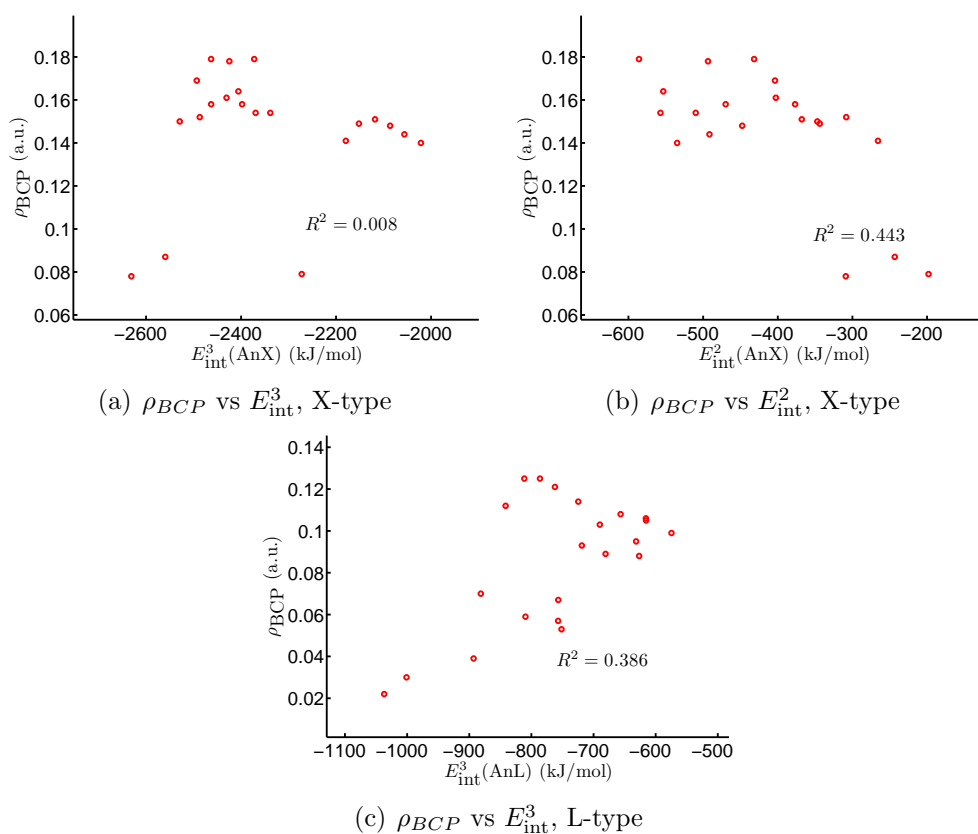 0.18
0.16
0.14
0.12
0.1
0.08
0.06
ρBCP (a.u.)
R² = 0.008
−2600 −2400 −2200 −2000
E³int(AnX) (kJ/mol)
(a) ρBCP vs E³int, X-type
0.18
0.16
0.14
0.12
0.1
0.08
0.06
ρBCP (a.u.)
R² = 0.443
−600 −500 −400 −300 −200
E²int(AnX) (kJ/mol)
(b) ρBCP vs E²int, X-type
0.14
0.12
0.1
0.08
0.06
0.04
0.02
ρBCP (a.u.)
R² = 0.386
−1100 −1000 −900 −800 −700 −600 −500
E³int(AnL) (kJ/mol)
(c) ρBCP vs E³int, L-type